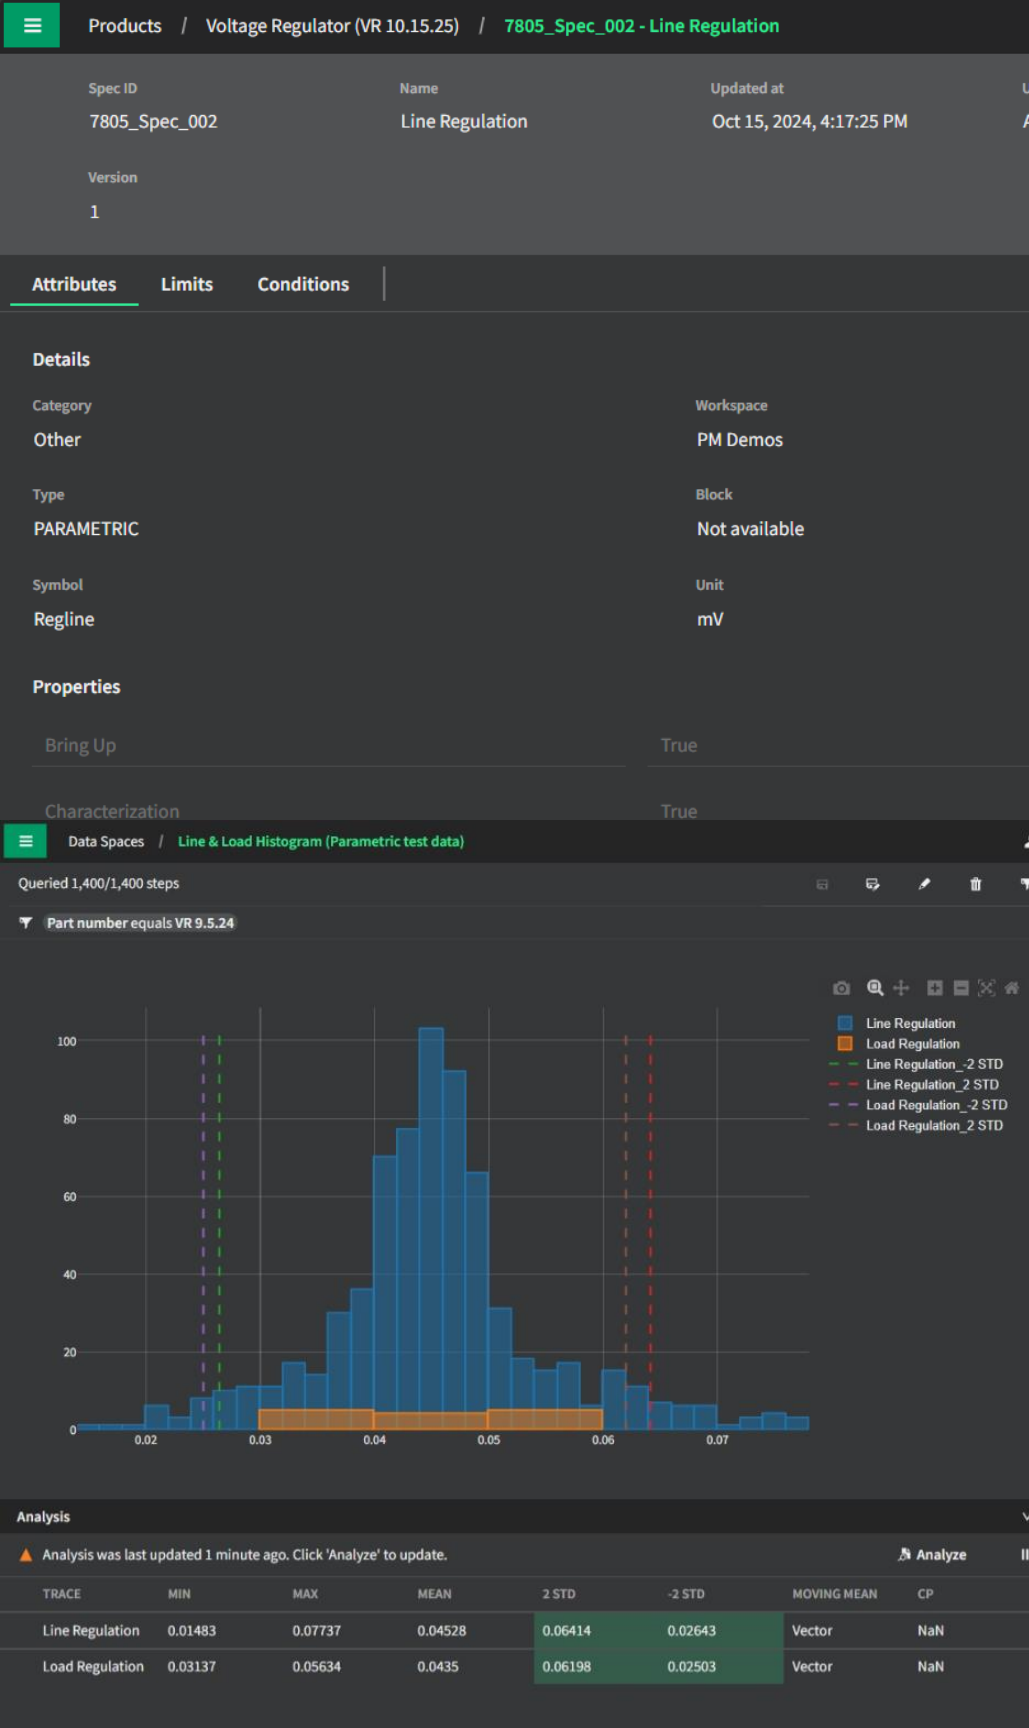 Products / Voltage Regulator (VR 10.15.25) / 7805_Spec_002 - Line Regulation
Spec ID Name Updated at U
7805_Spec_002 Line Regulation Oct 15, 2024, 4:17:25 PM A
Version
1
Attributes Limits Conditions
Details
Category Workspace
Other PM Demos
Type Block
PARAMETRIC Not available
Symbol Unit
Regline mV
Properties
Bring Up True
Characterization True
Data Spaces / Line & Load Histogram (Parametric test data)
Queried 1,400/1,400 steps
Part number equals VR 9.5.24
Line Regulation
Load Regulation
Line Regulation_-2 STD
Line Regulation_2 STD
Load Regulation_-2 STD
Load Regulation_2 STD
100
80
60
40
20
0
0.02 0.03 0.04 0.05 0.06 0.07
Analysis
Analysis was last updated 1 minute ago. Click 'Analyze' to update. Analyze
TRACE MIN MAX MEAN 2 STD -2 STD MOVING MEAN CP
Line Regulation 0.01483 0.07737 0.04528 0.06414 0.02643 Vector NaN
Load Regulation 0.03137 0.05634 0.0435 0.06198 0.02503 Vector NaN